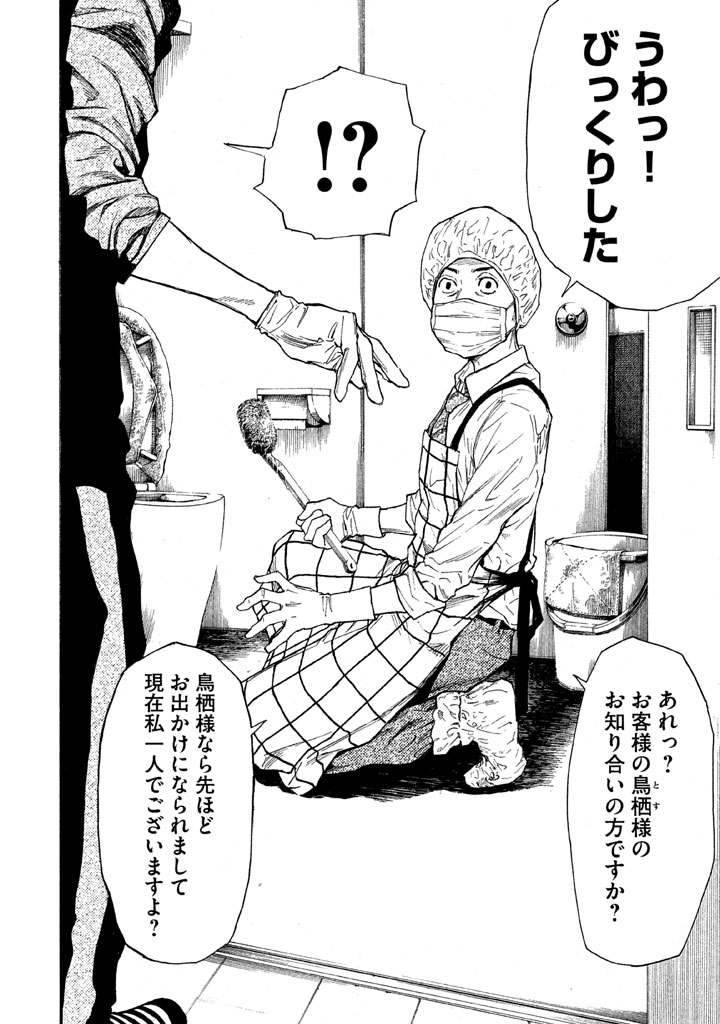 うわっ！
びっくりした
!?
あれっ？
お客様の鳥栖様の
とす
お知り合いの方ですか？
鳥栖様なら先ほど
お出かけになられまして
現在私一人でございますよ？